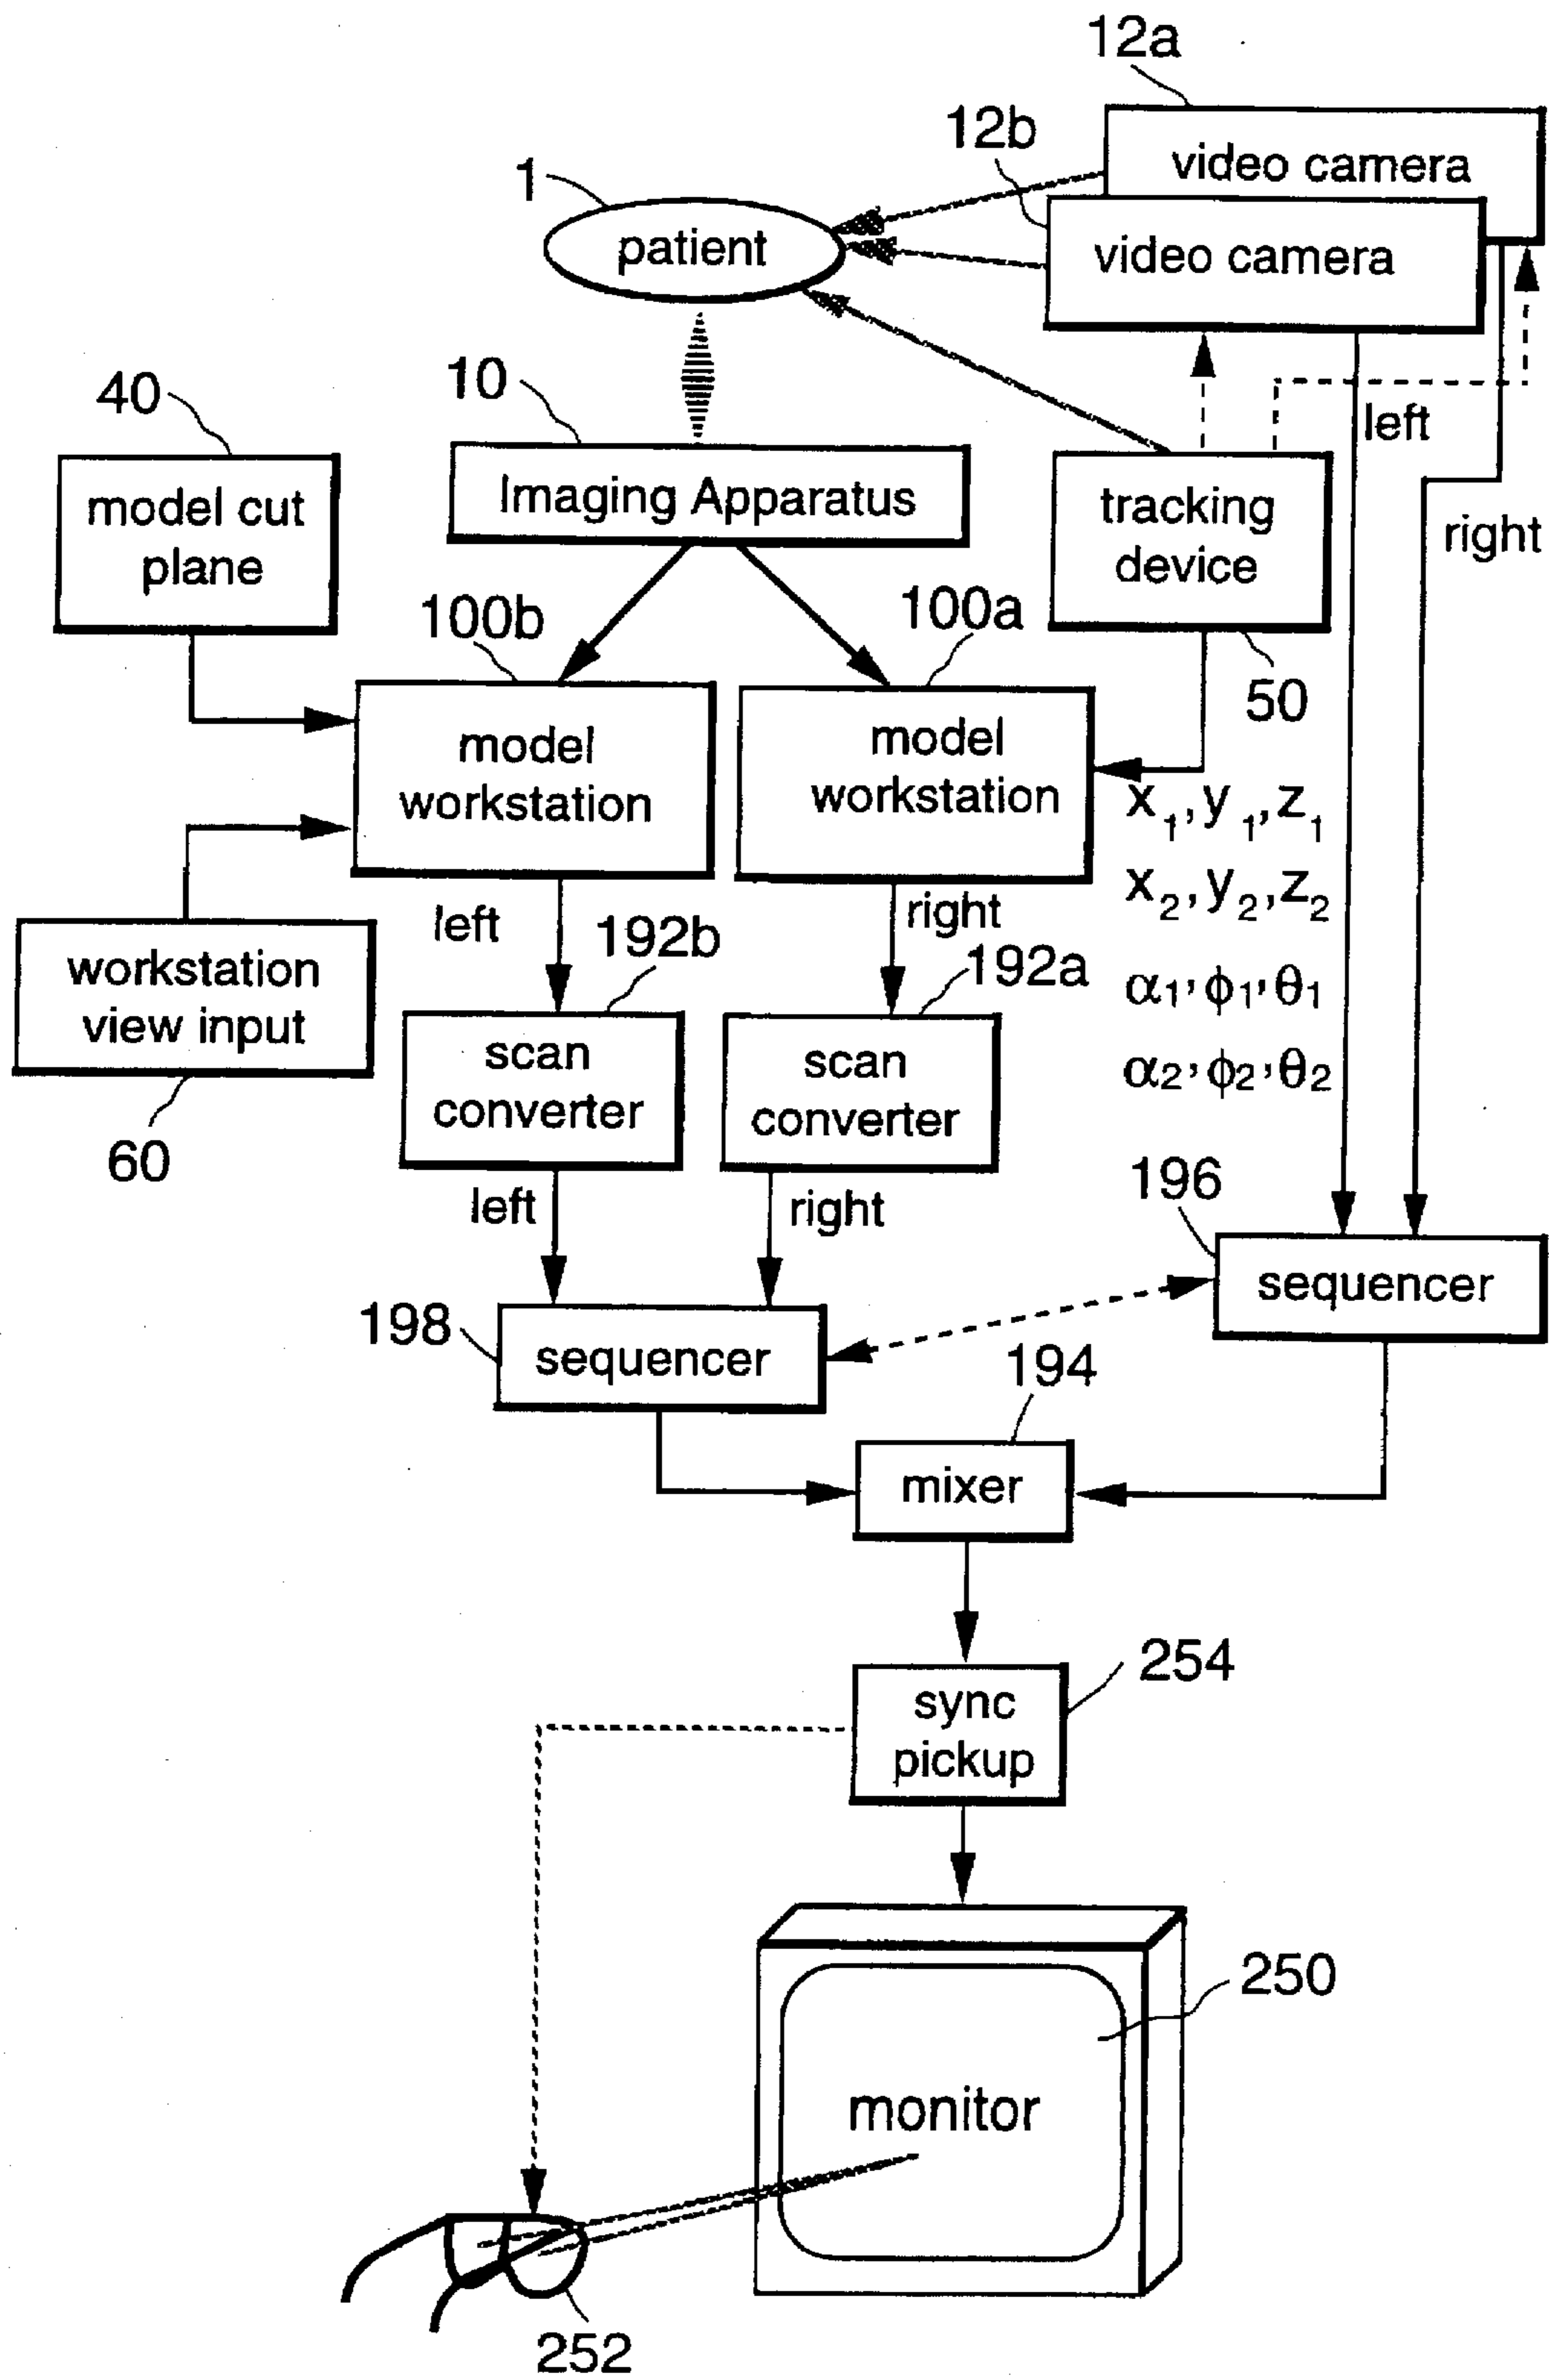 12a
12b
video camera
1
video camera
patient
10
40
left
Imaging Apparatus
model cut
plane
tracking
device
right
100b
100a
50
model
workstation
model
workstation
x1, y1, z1
x2, y2, z2
left
right
192b
192a
workstation
view input
α1, ϕ1, θ1
scan
converter
scan
converter
α2, ϕ2, θ2
60
left
right
196
sequencer
198
sequencer
194
mixer
254
sync
pickup
250
monitor
252